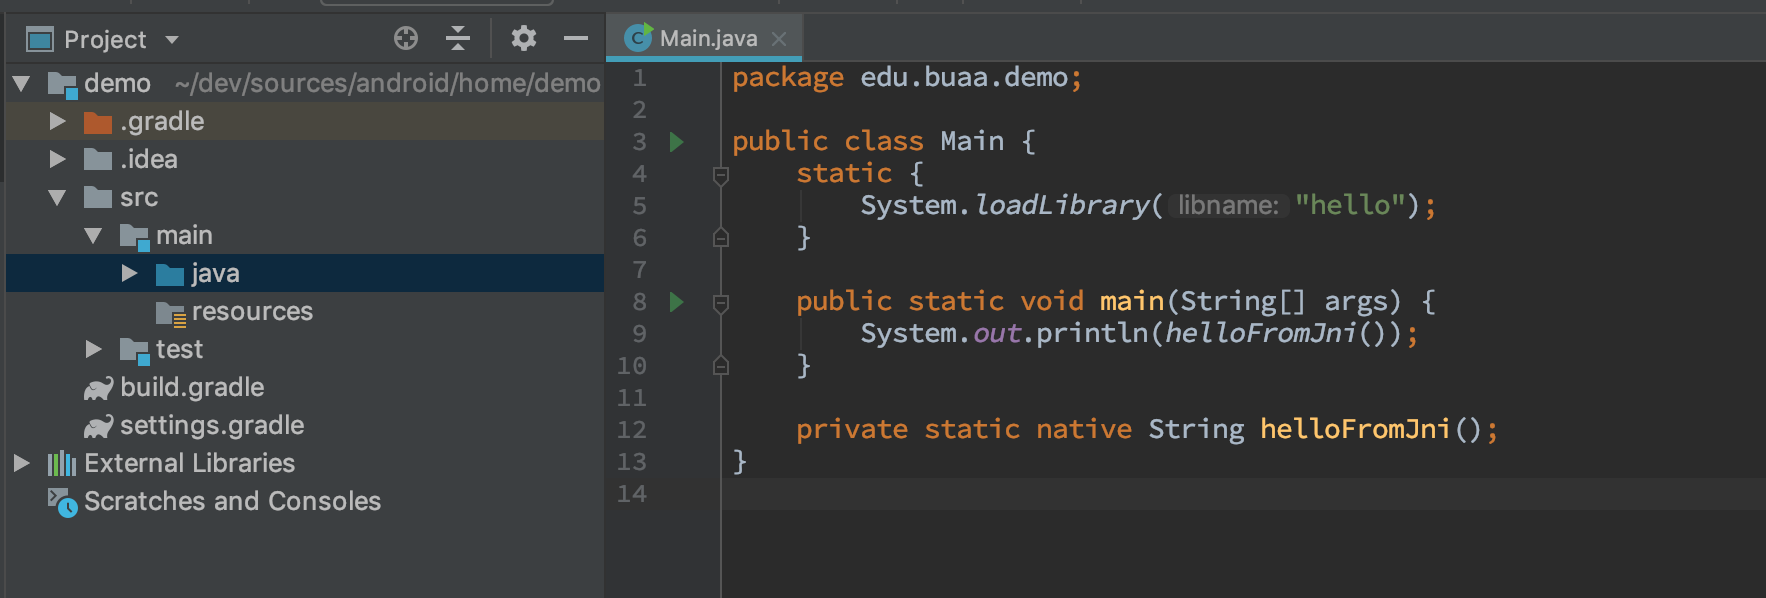 Project
demo ~/dev/sources/android/home/demo
.gradle
.idea
src
main
java
resources
test
build.gradle
settings.gradle
External Libraries
Scratches and Consoles
Main.java
1 package edu.buaa.demo;
2
3 public class Main {
4 static {
5 System.loadLibrary( libname: "hello");
6 }
7
8 public static void main(String[] args) {
9 System.out.println(helloFromJni());
10 }
11
12 private static native String helloFromJni();
13 }
14